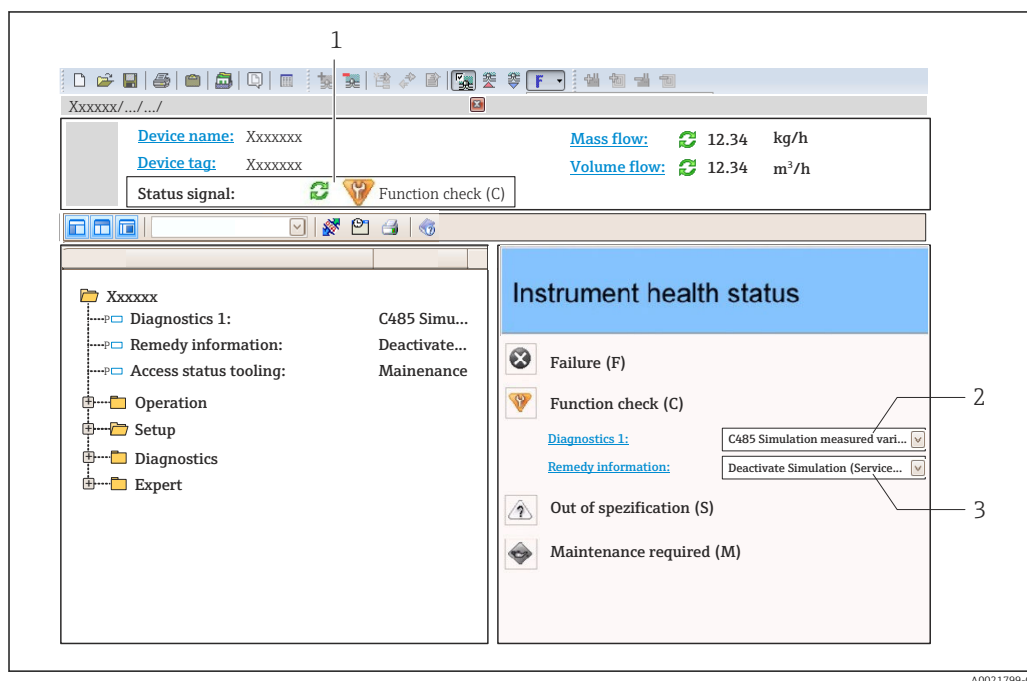 1
F
Xxxxxx/.../.../
Device name: Xxxxxxx Mass flow: 12.34 kg/h
Device tag: Xxxxxxx Volume flow: 12.34 m³/h
Status signal: Function check (C)
Xxxxxx
P Diagnostics 1: C485 Simu...
P Remedy information: Deactivate...
P Access status tooling: Mainenance
Operation
Setup
Diagnostics
Expert
Instrument health status
Failure (F)
Function check (C)
2
Diagnostics 1: C485 Simulation measured vari...
Remedy information: Deactivate Simulation (Service...
Out of spezification (S)
3
Maintenance required (M)